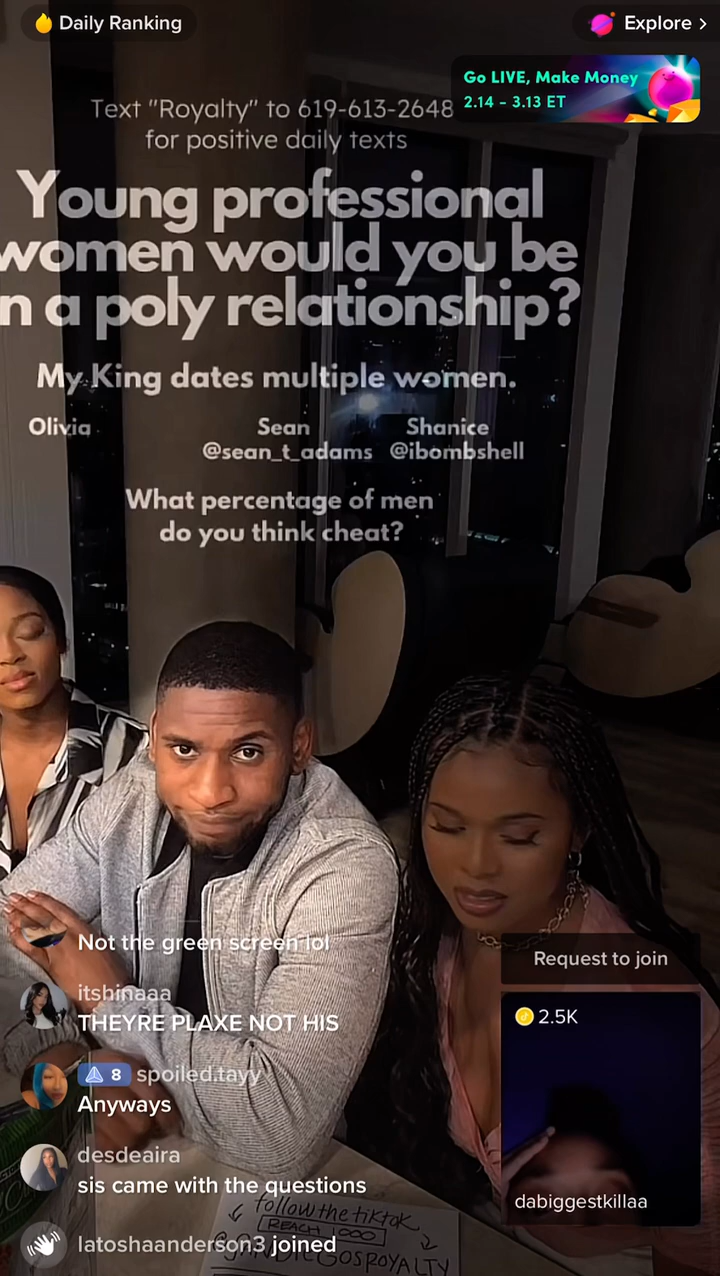 Daily Ranking
Explore >
Go LIVE, Make Money
2.14 - 3.13 ET
Text "Royalty" to 619-613-2648
for positive daily texts
Young professional
women would you be
n a poly relationship?
My King dates multiple women.
Olivia Sean Shanice
@sean_t_adams @ibombshell
What percentage of men
do you think cheat?
Not the green screen lol
Request to join
itshinaaa
THEYRE PLAXE NOT HIS
2.5K
8 spoiled.tayy
Anyways
desdeaira
sis came with the questions
dabiggestkillaa
follow the tiktok
REACH 1000
@SANDIEGOSROYALTY
latoshaanderson3 joined